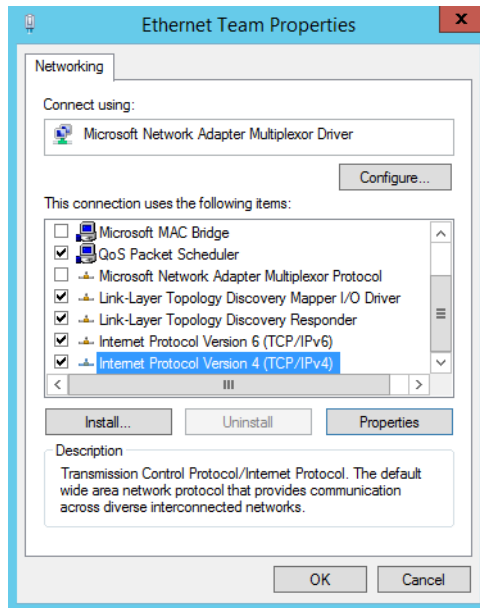 Ethernet Team Properties
x
Networking
Connect using:
Microsoft Network Adapter Multiplexor Driver
Configure...
This connection uses the following items:
Microsoft MAC Bridge
QoS Packet Scheduler
Microsoft Network Adapter Multiplexor Protocol
Link-Layer Topology Discovery Mapper I/O Driver
Link-Layer Topology Discovery Responder
Internet Protocol Version 6 (TCP/IPv6)
Internet Protocol Version 4 (TCP/IPv4)
Install... Uninstall Properties
Description
Transmission Control Protocol/Internet Protocol. The default
wide area network protocol that provides communication
across diverse interconnected networks.
OK Cancel